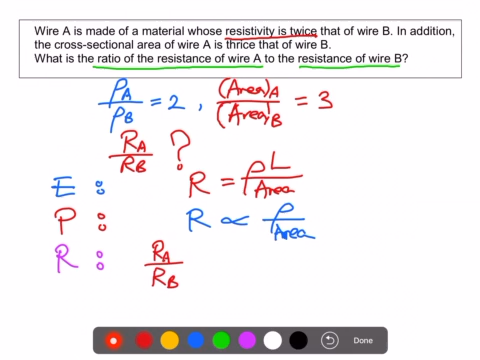 Wire A is made of a material whose resistivity is twice that of wire B. In addition,
the cross-sectional area of wire A is thrice that of wire B.
What is the ratio of the resistance of wire A to the resistance of wire B?
ρA/ρB = 2 , (Area)A/(Area)B = 3
RA/RB ?
E : R = ρL/Area
P : R ∝ ρ/Area
R : RA/RB
Done